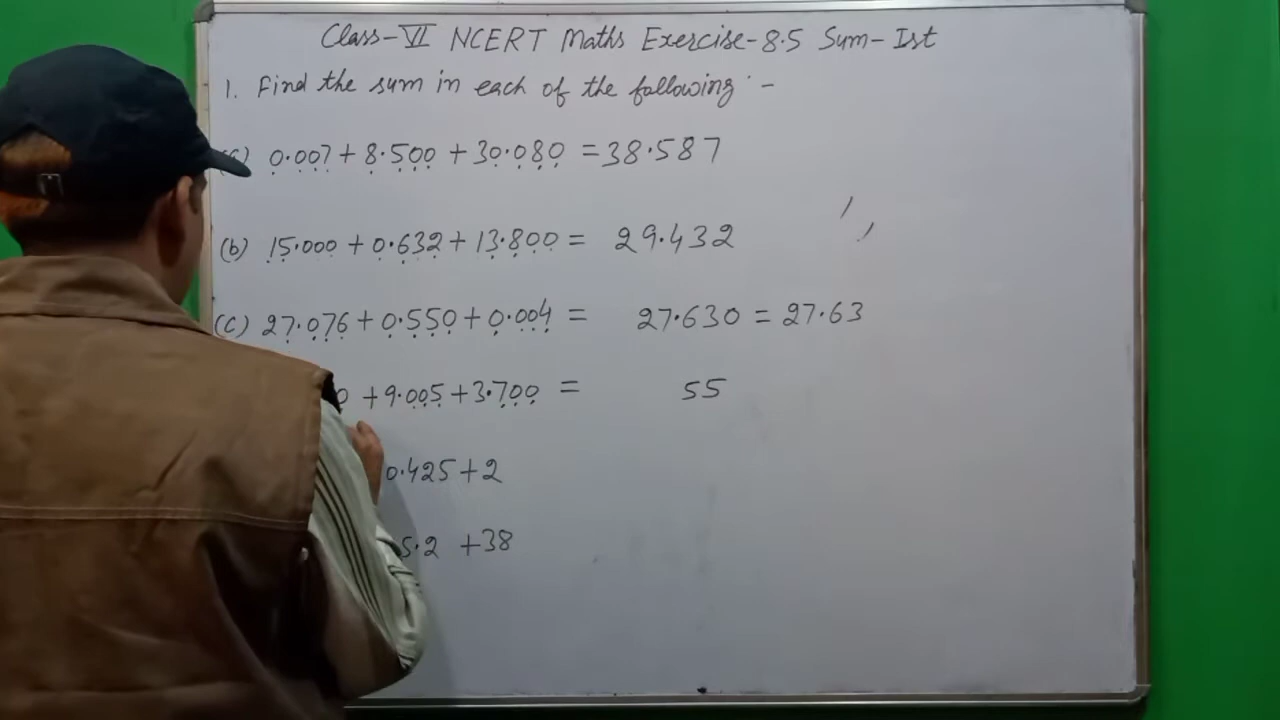 Class-VI NCERT Maths Exercise-8.5 Sum-Ist
1. Find the sum in each of the following :-
0.007+8.500+30.080=38.587
(b) 15.000+0.632+13.800= 29.432
(c) 27.076+0.550+0.004= 27.630=27.63
0 +9.005+3.700= 55
0.425+2
5.2 +38